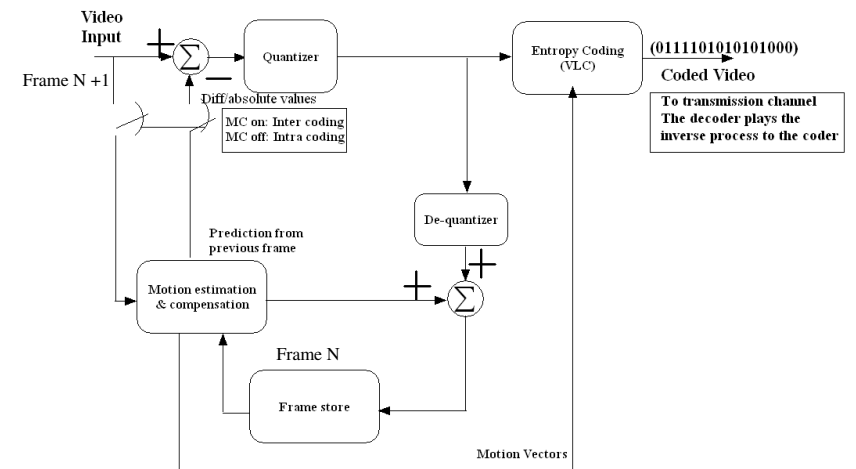 Video
Input
+
Σ
−
Quantizer
Entropy Coding
(VLC)
(0111101010101000)
Coded Video
Frame N +1
Diff/absolute values
MC on: Inter coding
MC off: Intra coding
To transmission channel
The decoder plays the
inverse process to the coder
De-quantizer
Prediction from
previous frame
+
+
Σ
Motion estimation
& compensation
Frame N
Frame store
Motion Vectors